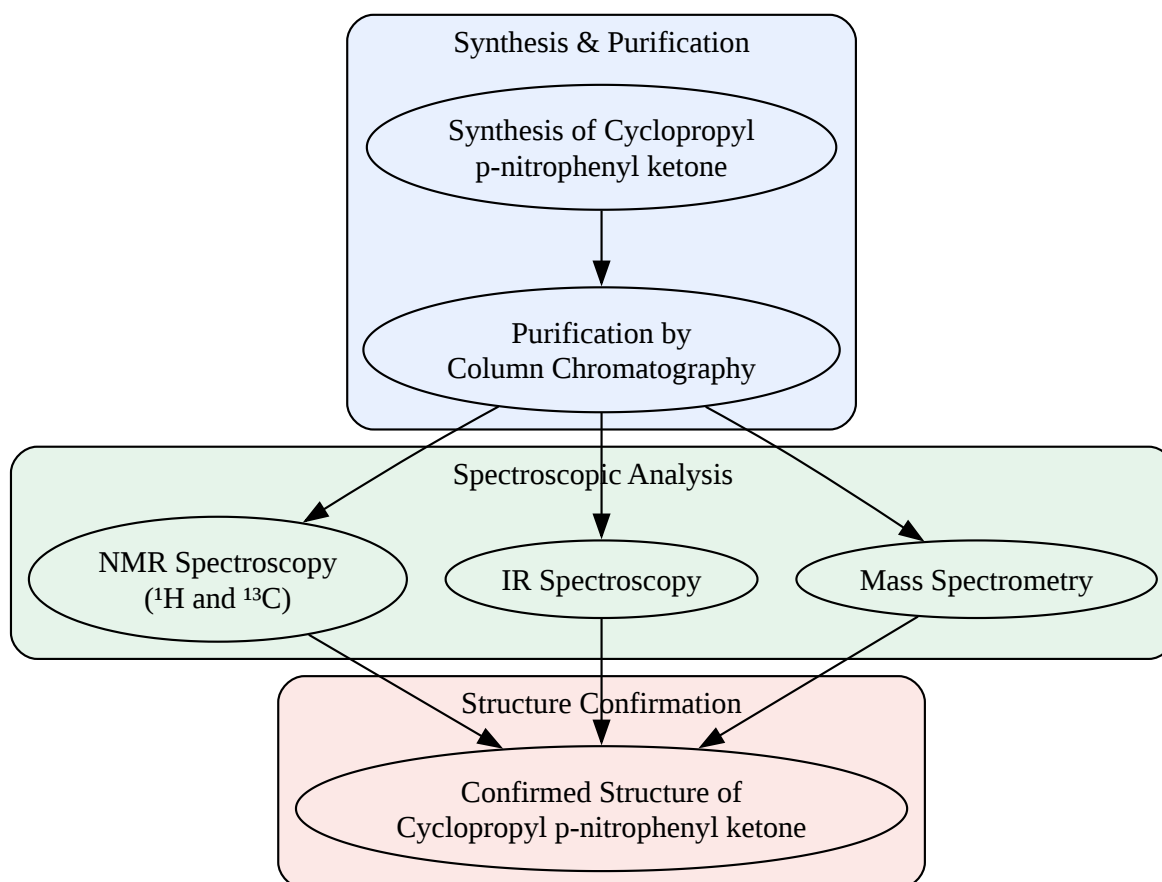 Synthesis & Purification
Synthesis of Cyclopropyl
p-nitrophenyl ketone
Purification by
Column Chromatography
Spectroscopic Analysis
NMR Spectroscopy
(¹H and ¹³C)
IR Spectroscopy
Mass Spectrometry
Structure Confirmation
Confirmed Structure of
Cyclopropyl p-nitrophenyl ketone